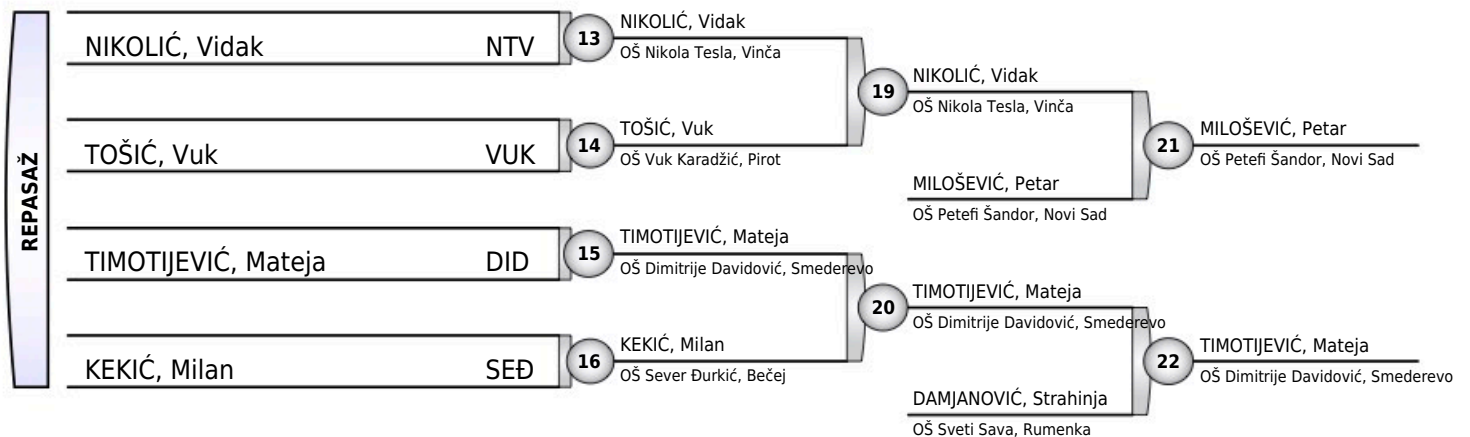 REPASAŽ
NIKOLIĆ, Vidak NTV
TOŠIĆ, Vuk VUK
TIMOTIJEVIĆ, Mateja DID
KEKIĆ, Milan SEĐ
13
NIKOLIĆ, Vidak
OŠ Nikola Tesla, Vinča
14
TOŠIĆ, Vuk
OŠ Vuk Karadžić, Pirot
15
TIMOTIJEVIĆ, Mateja
OŠ Dimitrije Davidović, Smederevo
16
KEKIĆ, Milan
OŠ Sever Đurkić, Bečej
19
NIKOLIĆ, Vidak
OŠ Nikola Tesla, Vinča
MILOŠEVIĆ, Petar
OŠ Petefi Šandor, Novi Sad
20
TIMOTIJEVIĆ, Mateja
OŠ Dimitrije Davidović, Smederevo
DAMJANOVIĆ, Strahinja
OŠ Sveti Sava, Rumenka
21
MILOŠEVIĆ, Petar
OŠ Petefi Šandor, Novi Sad
22
TIMOTIJEVIĆ, Mateja
OŠ Dimitrije Davidović, Smederevo